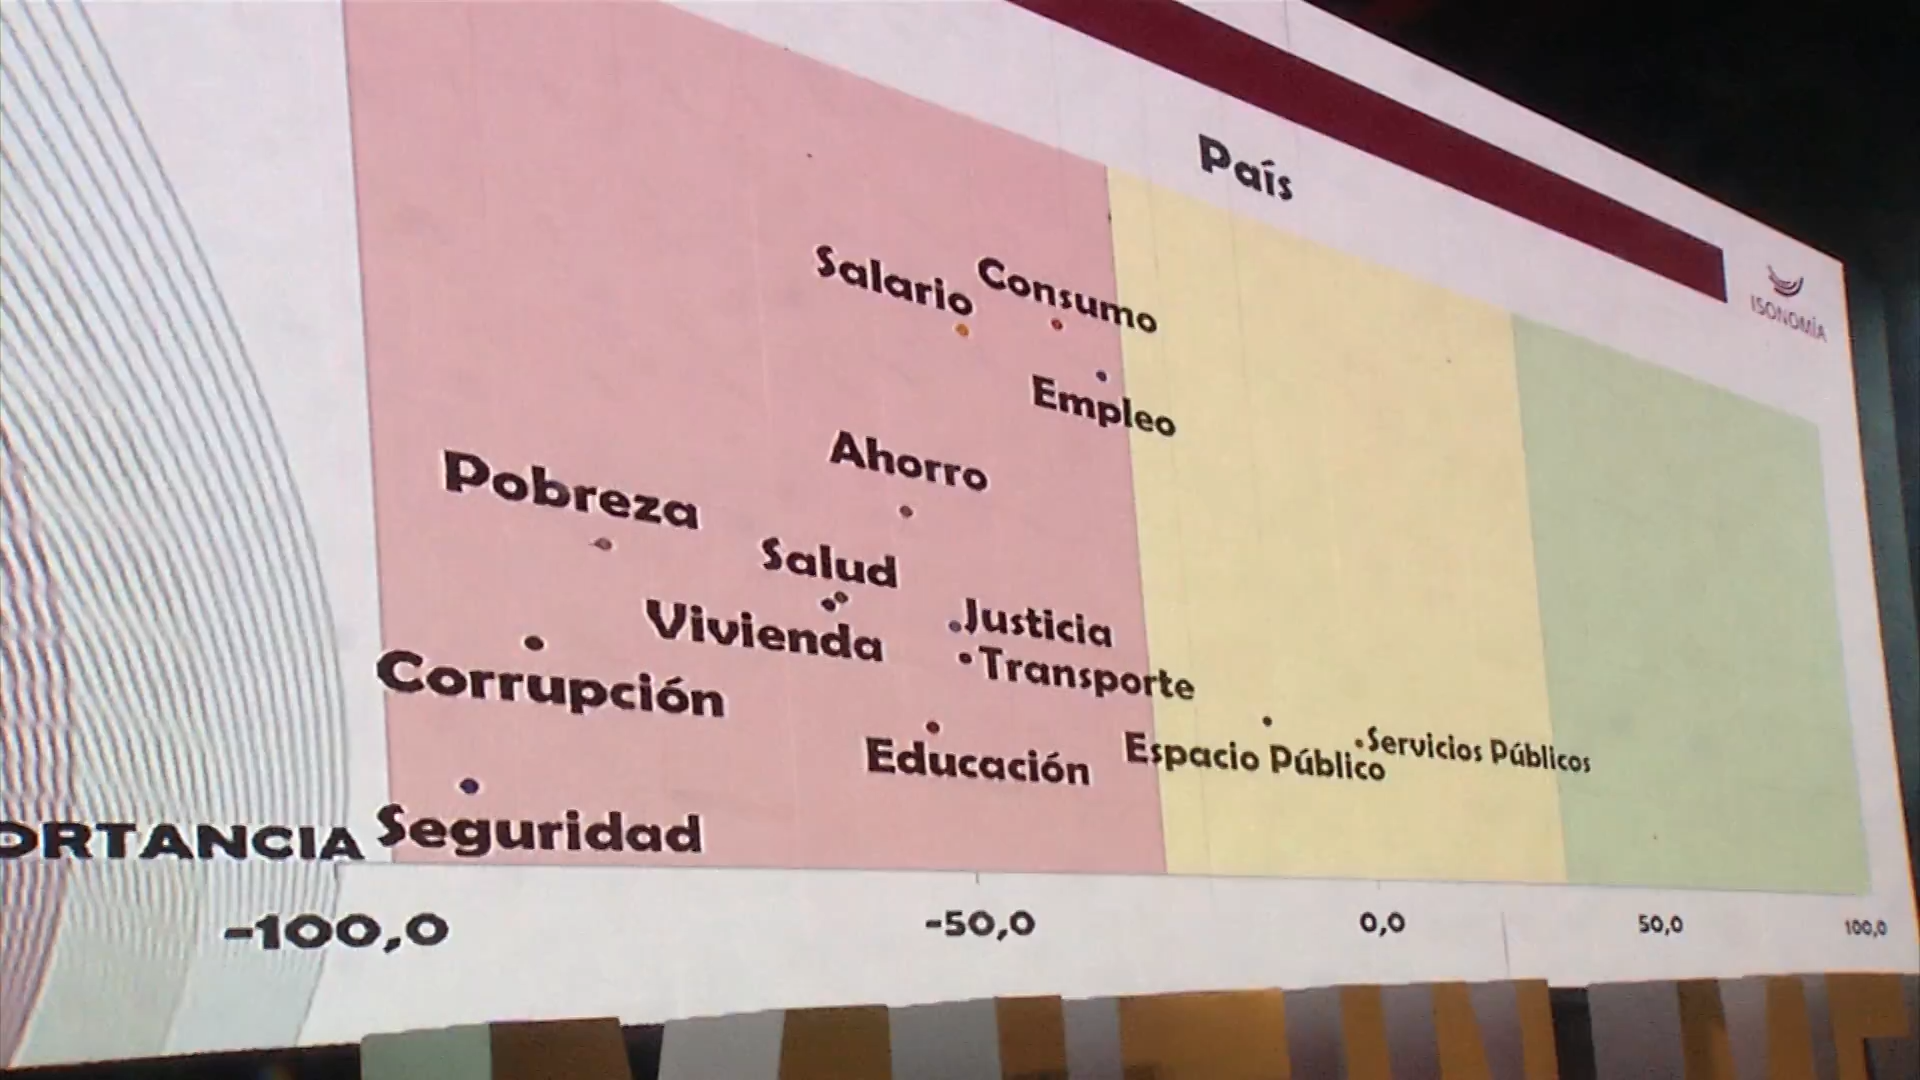 País
ISONOMÍA
Salario
Consumo
Empleo
Ahorro
Pobreza
Salud
Vivienda
Justicia
Corrupción
Transporte
Educación
Espacio Público
Servicios Públicos
Seguridad
ORTANCIA
-100,0
-50,0
0,0
50,0
100,0